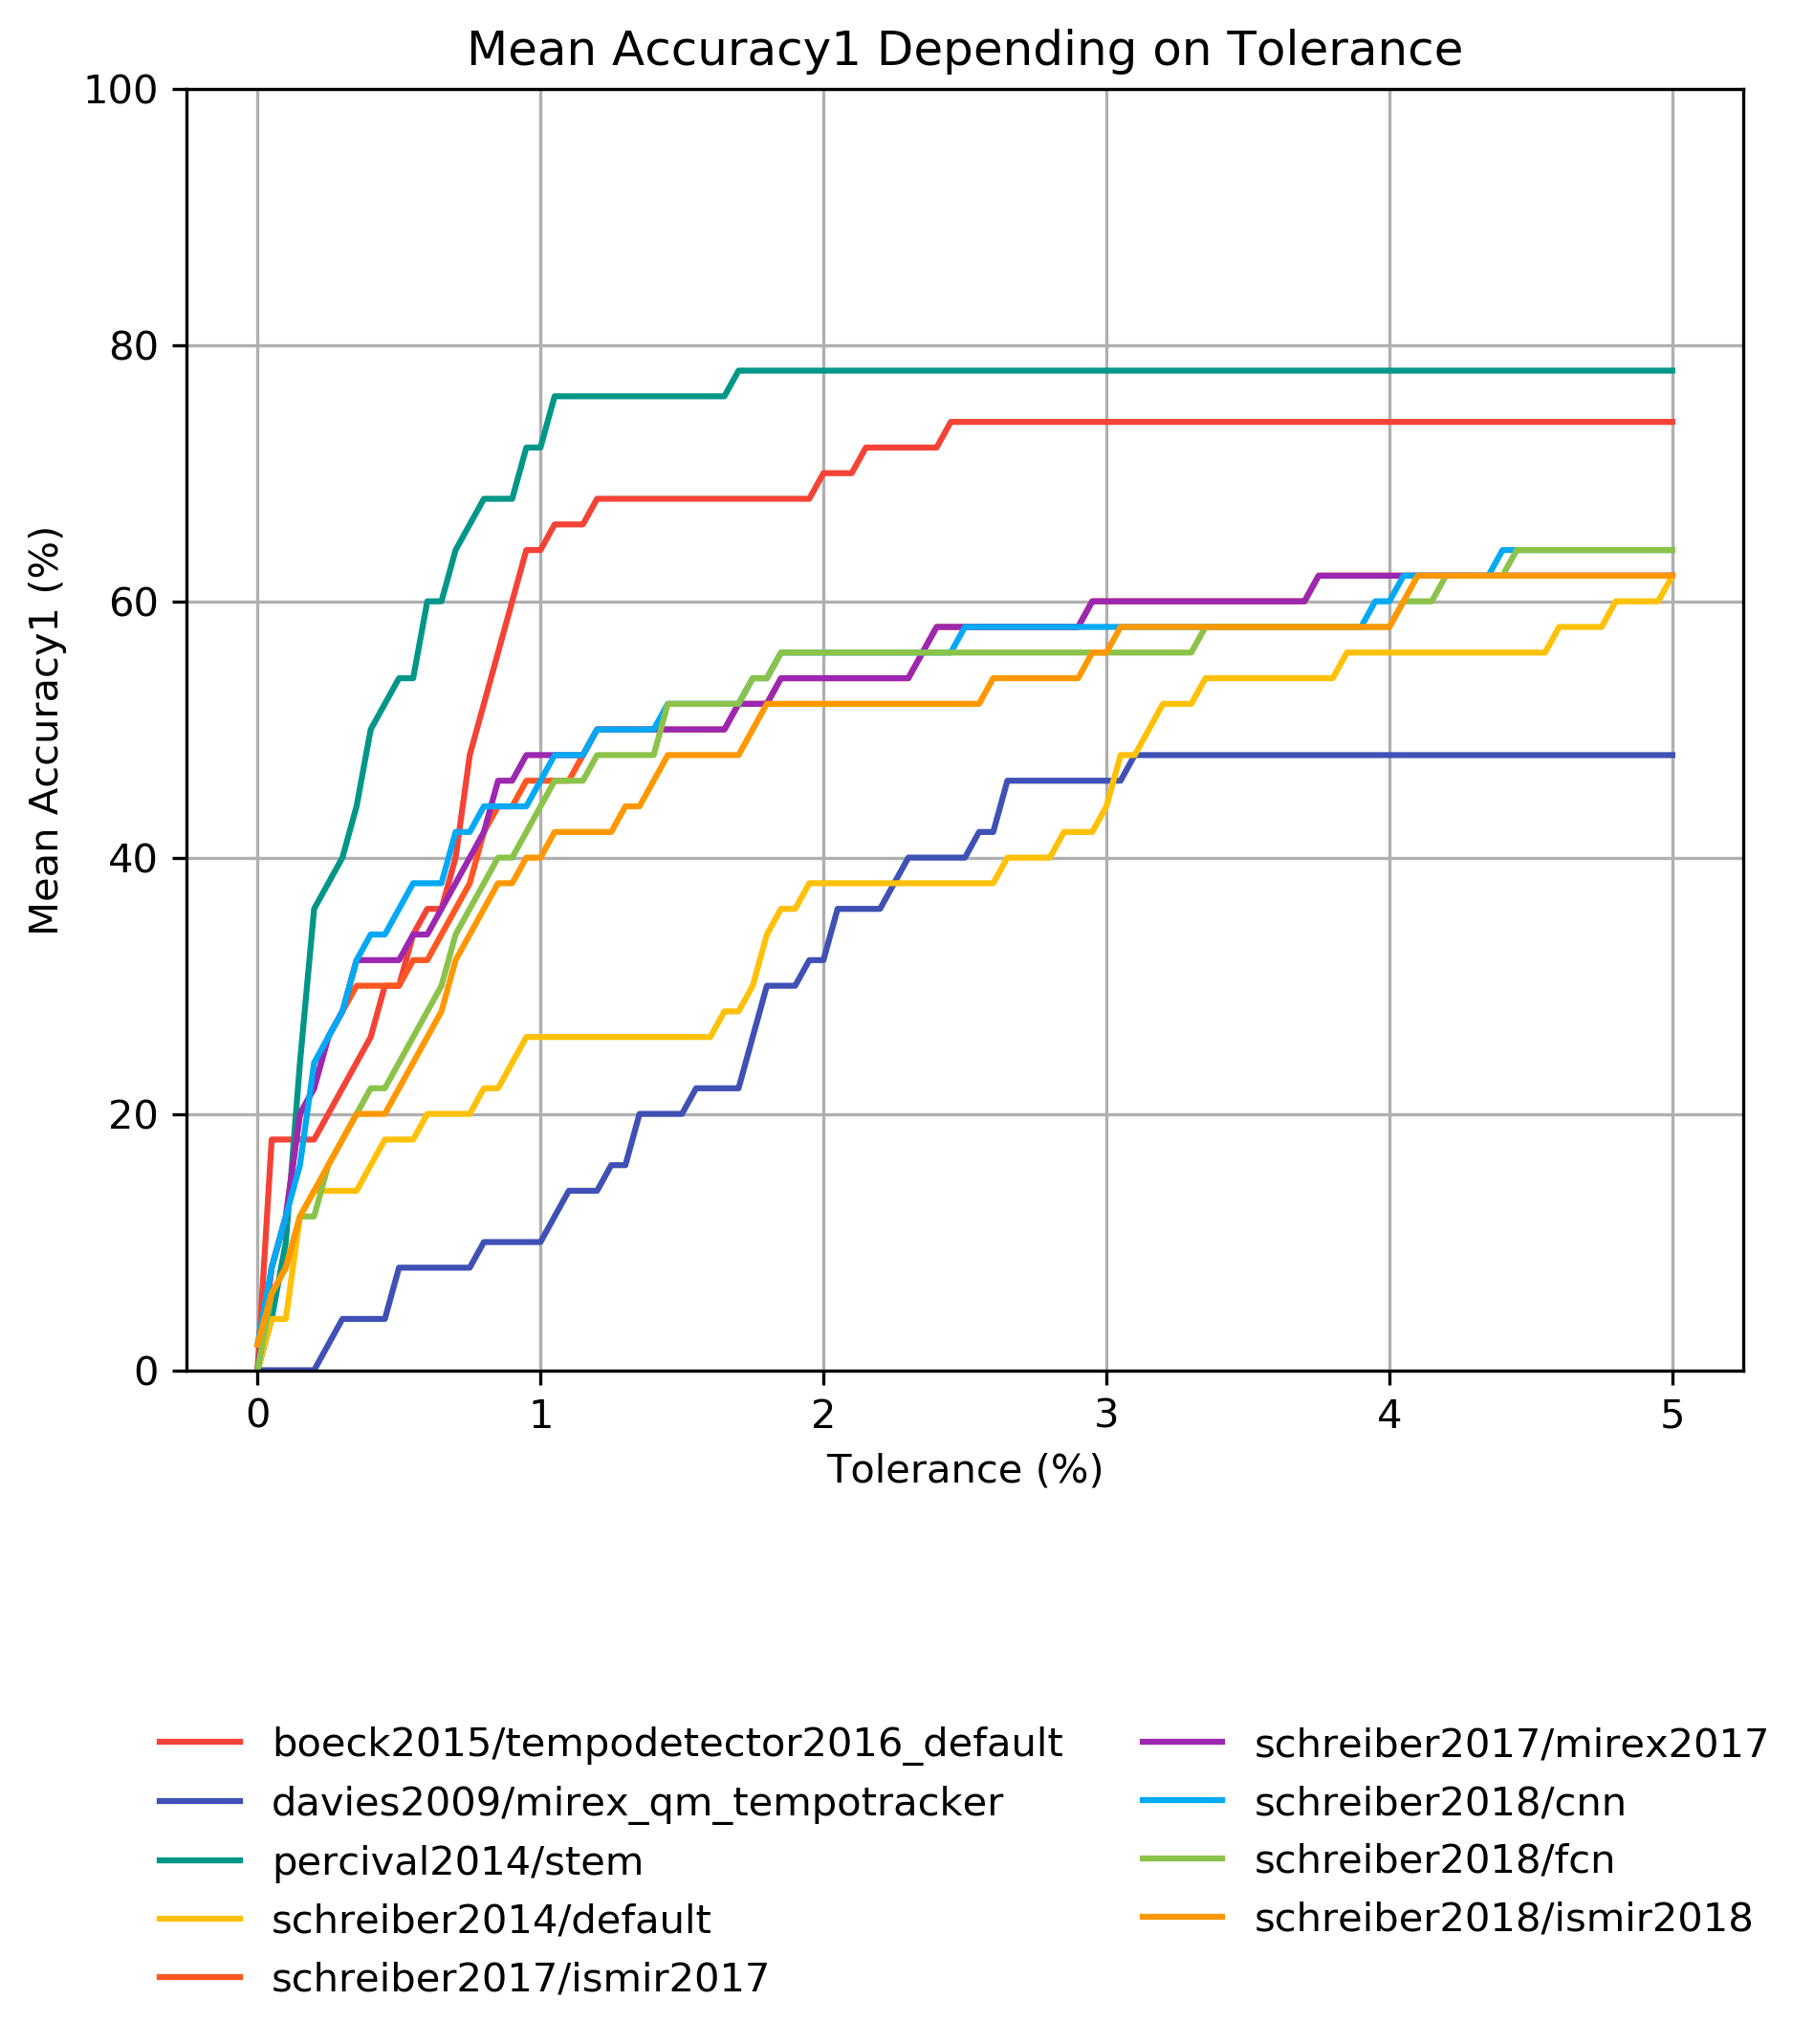 Mean Accuracy1 Depending on Tolerance
100
80
60
40
20
0
Mean Accuracy1 (%)
0 1 2 3 4 5
Tolerance (%)
boeck2015/tempodetector2016_default
davies2009/mirex_qm_tempotracker
percival2014/stem
schreiber2014/default
schreiber2017/ismir2017
schreiber2017/mirex2017
schreiber2018/cnn
schreiber2018/fcn
schreiber2018/ismir2018